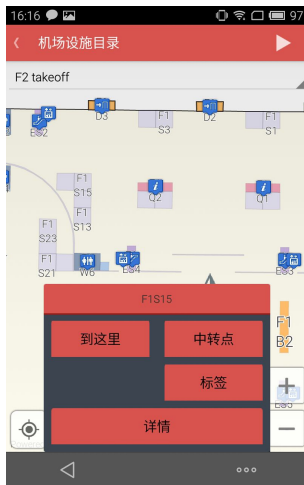 16:16 97
机场设施目录
F2 takeoff
D3 F1 D2 F1
ES2 S3 S1
F1
S15
Q2 Q1
F1 F1
S23 S13
F1
S21 W6 ES4 ES3
F1S15
到这里 中转点
标签
详情
F1
B2
+
−